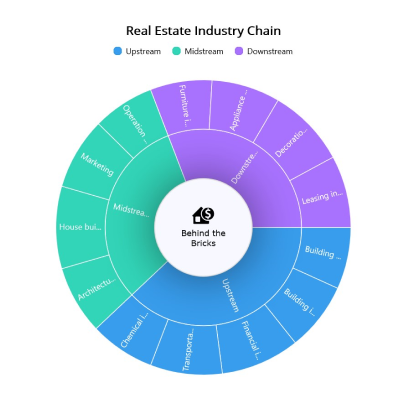 Real Estate Industry Chain
Upstream
Midstream
Downstream
Furniture i...
Appliance ...
Decoratio...
Leasing in...
Building ...
Building i...
Financial i...
Transporta...
Chemical i...
Architectu...
House bui...
Marketing
Operation ...
Downstre...
Upstream
Midstrea...
Behind the
Bricks